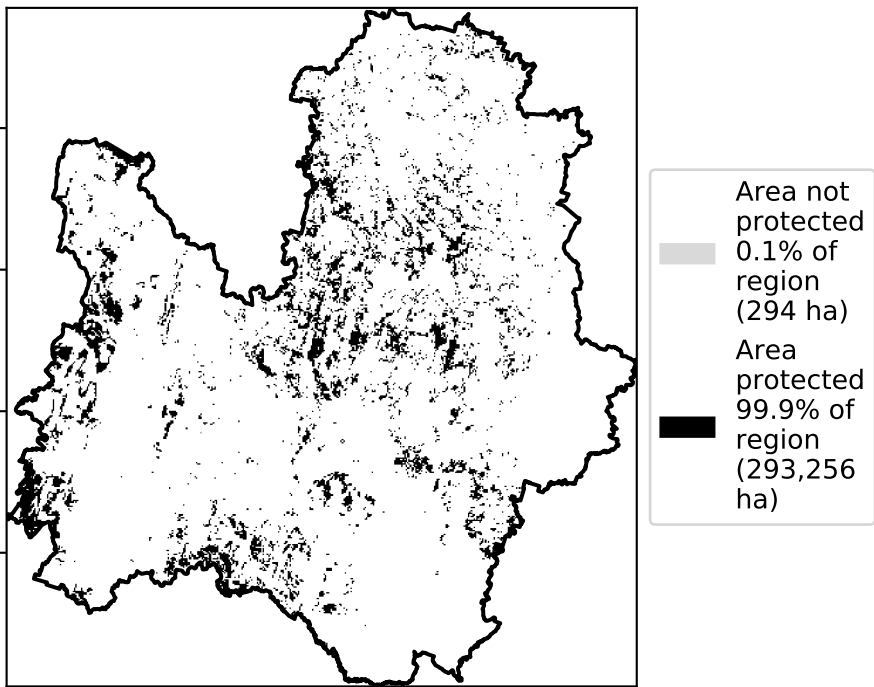 Area not
protected
0.1% of
region
(294 ha)
Area
protected
99.9% of
region
(293,256
ha)